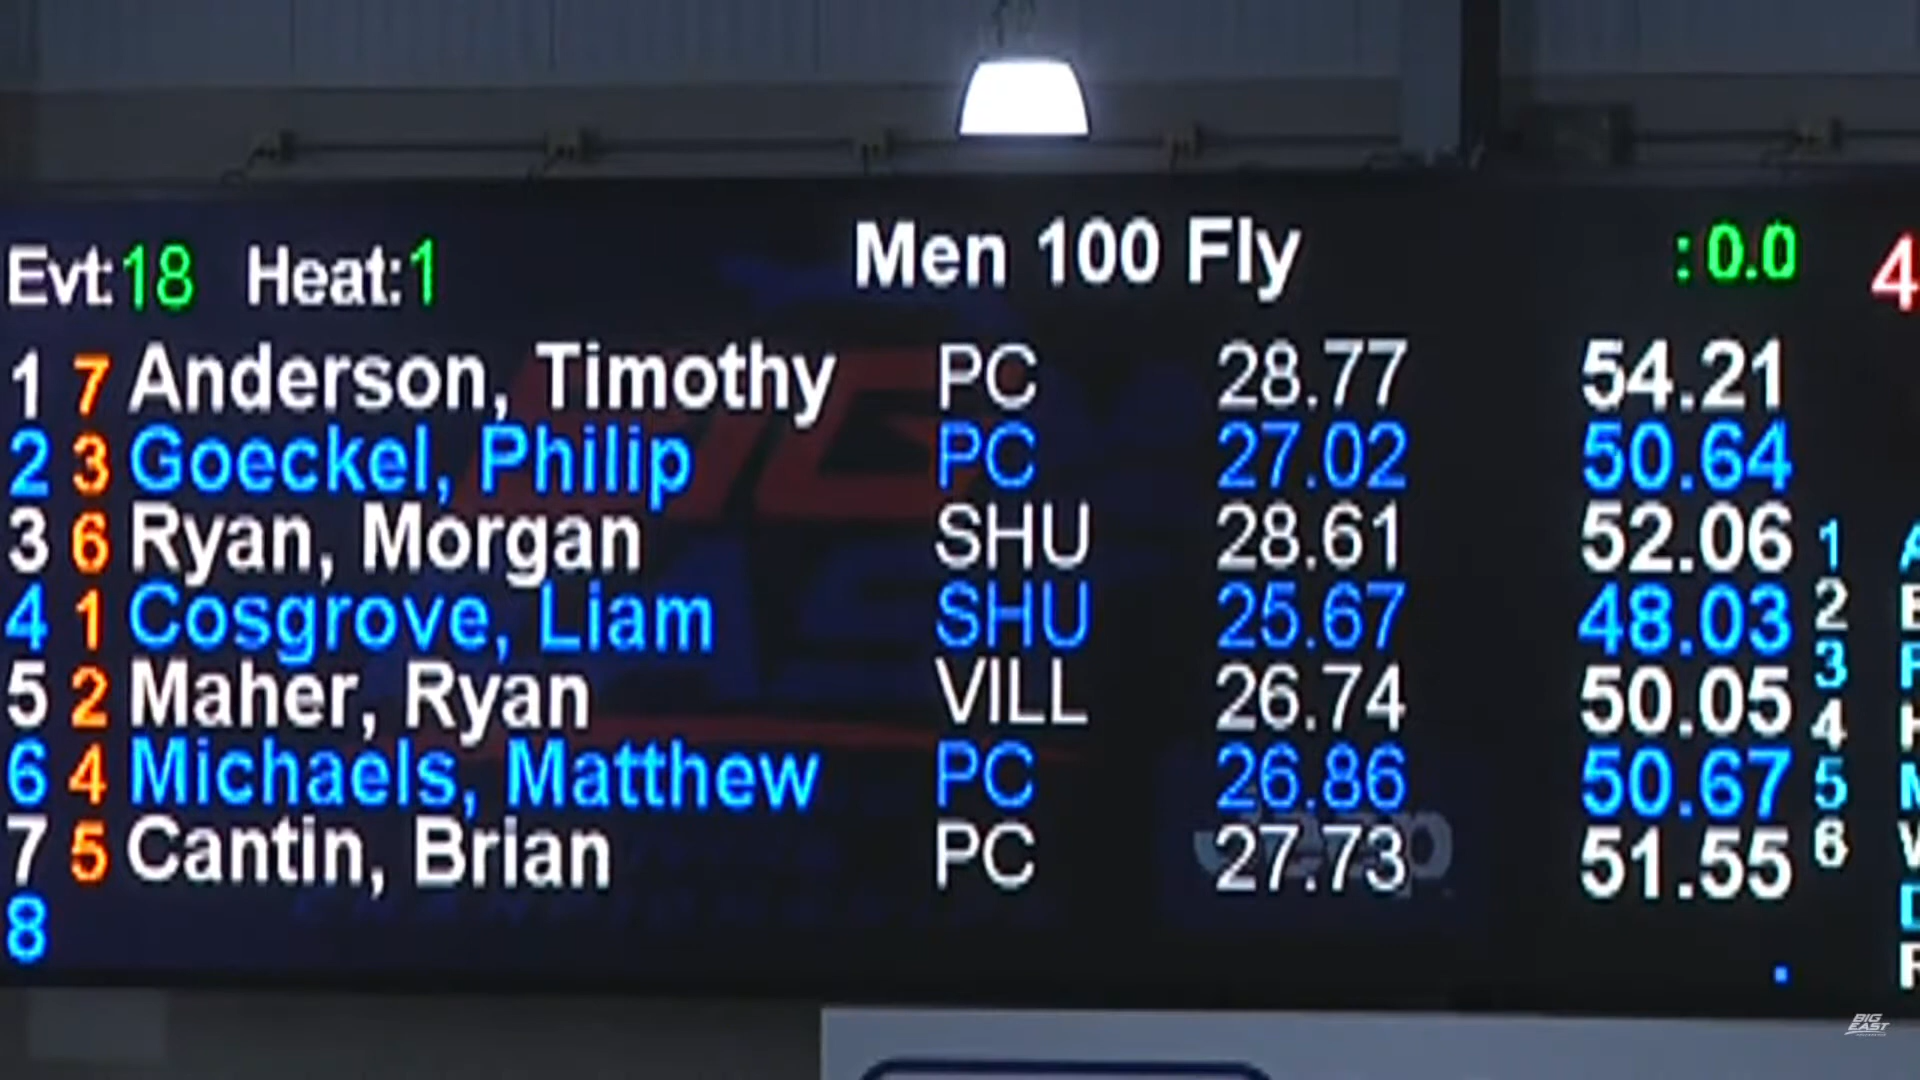 Evt:18 Heat:1 Men 100 Fly :0.0 4
1 7 Anderson, Timothy PC 28.77 54.21
2 3 Goeckel, Philip PC 27.02 50.64
3 6 Ryan, Morgan SHU 28.61 52.06 1
4 1 Cosgrove, Liam SHU 25.67 48.03 2
5 2 Maher, Ryan VILL 26.74 50.05 3
4
6 4 Michaels, Matthew PC 26.86 50.67 5
7 5 Cantin, Brian PC 27.73 51.55 6
Jeep
8 .
BIG
EAST